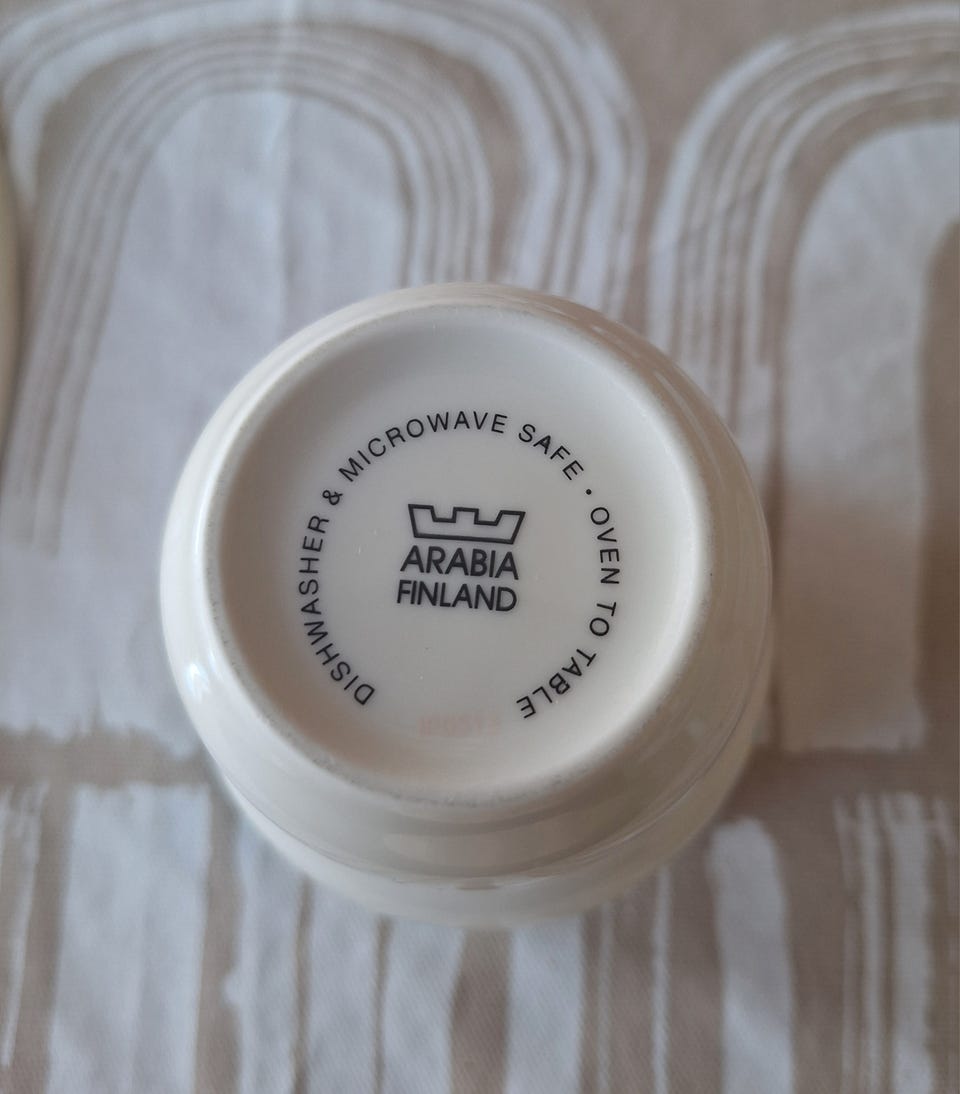 DISHWASHER & MICROWAVE SAFE • OVEN TO TABLE
ARABIA
FINLAND